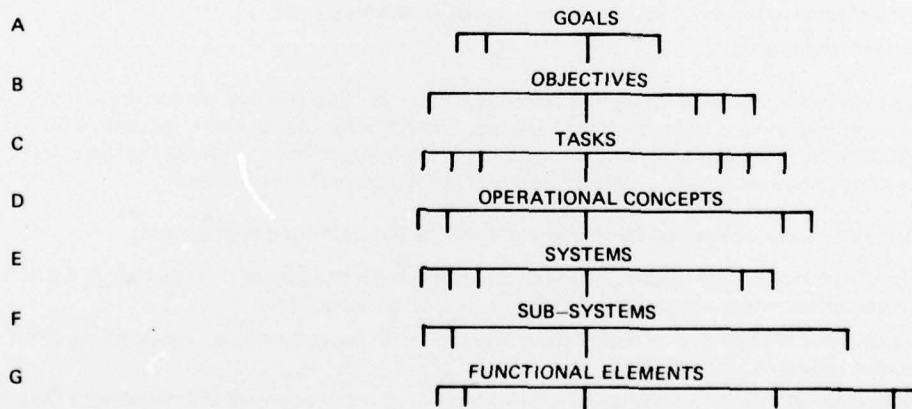 A GOALS
B OBJECTIVES
C TASKS
D OPERATIONAL CONCEPTS
E SYSTEMS
F SUB-SYSTEMS
G FUNCTIONAL ELEMENTS